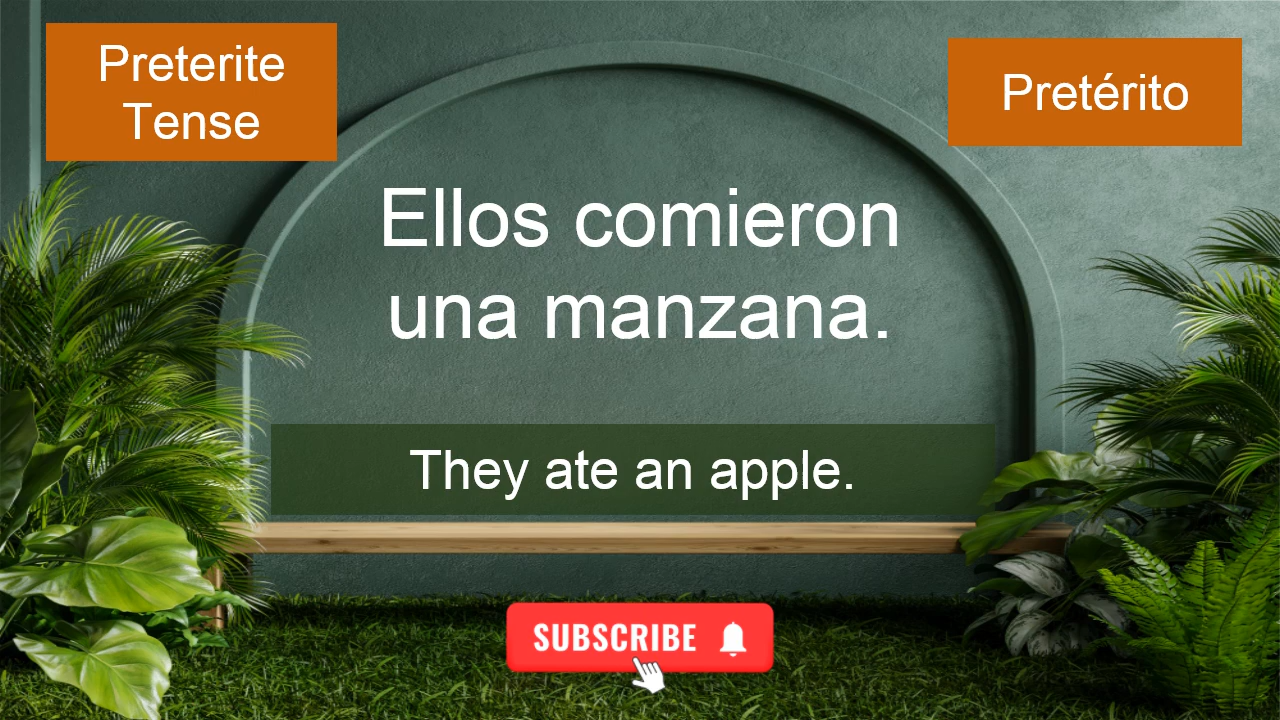 Preterite
Tense
Pretérito
Ellos comieron
una manzana.
They ate an apple.
SUBSCRIBE